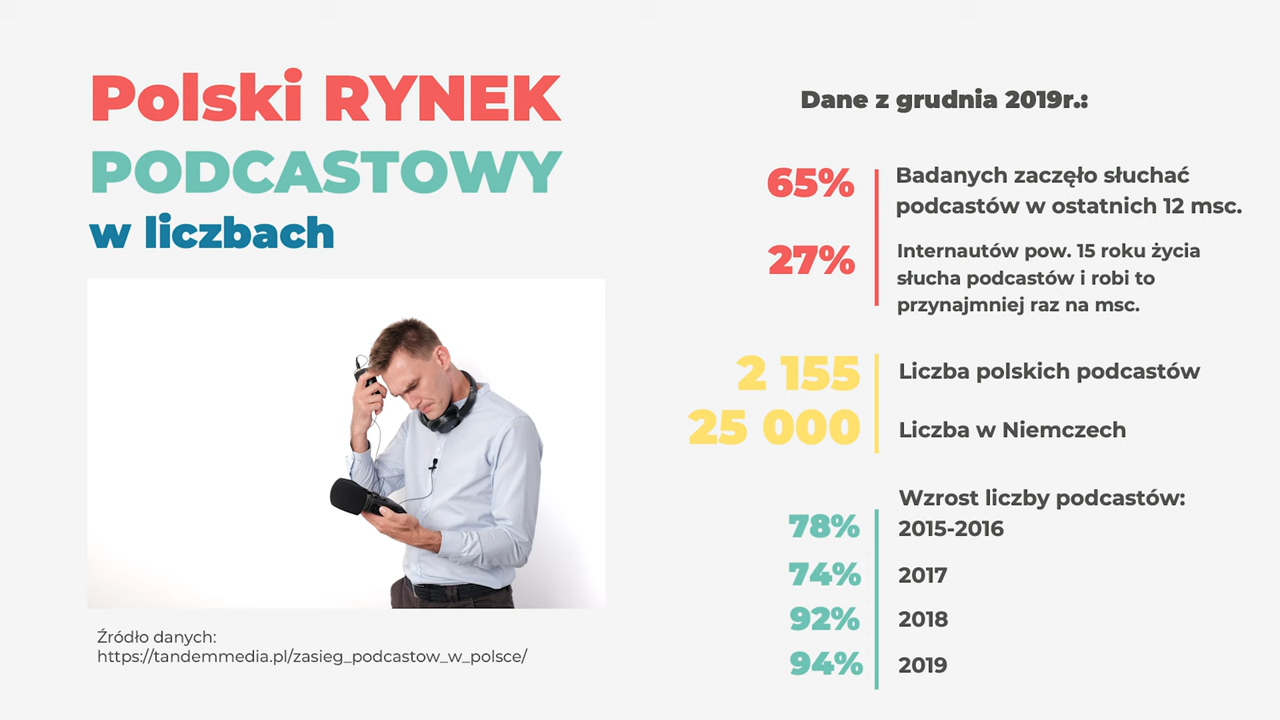 Polski RYNEK
PODCASTOWY
w liczbach
Źródło danych:
https://tandemmedia.pl/zasieg_podcastow_w_polsce/
Dane z grudnia 2019r.:
65% Badanych zaczęło słuchać
podcastów w ostatnich 12 msc.
27% Internautów pow. 15 roku życia
słucha podcastów i robi to
przynajmniej raz na msc.
2 155 Liczba polskich podcastów
25 000 Liczba w Niemczech
Wzrost liczby podcastów:
78% 2015-2016
74% 2017
92% 2018
94% 2019